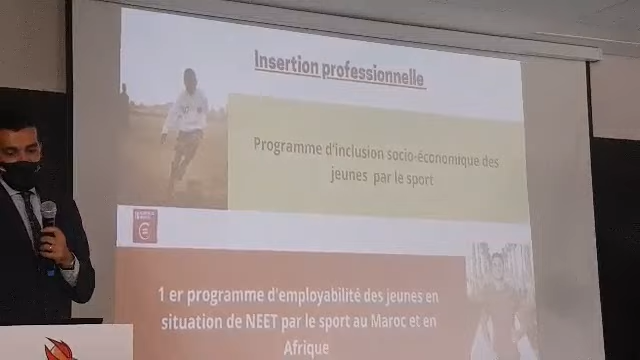 Insertion professionnelle
Programme d'inclusion socio-économique des
jeunes par le sport
1 er programme d'employabilité des jeunes en
situation de NEET par le sport au Maroc et en
Afrique